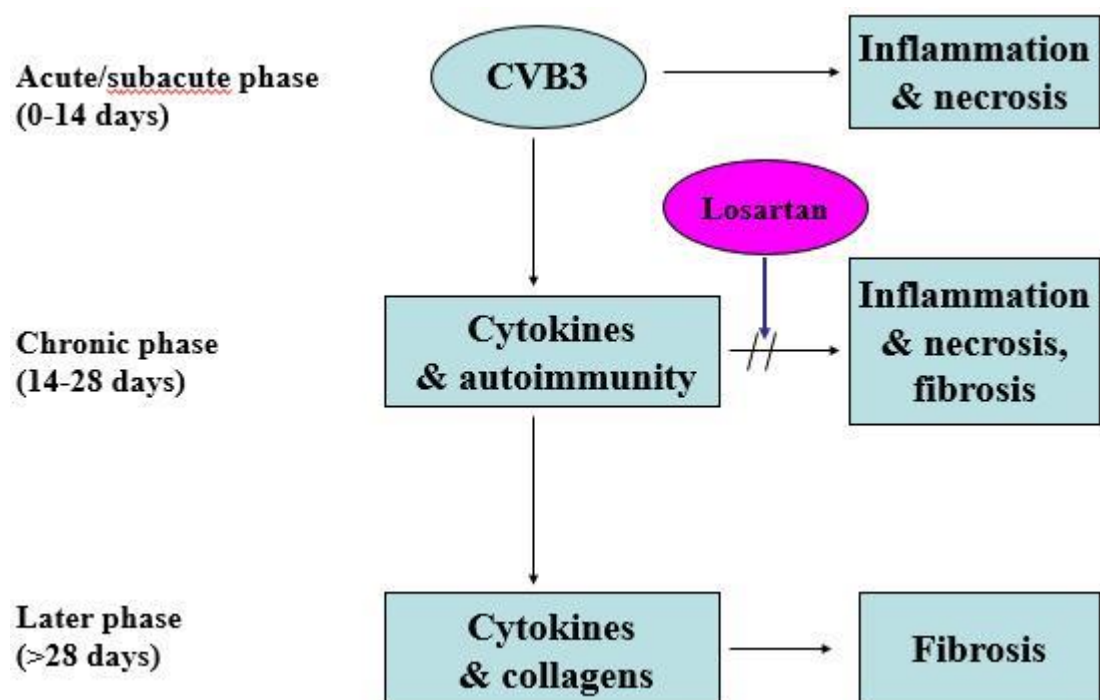 Acute/subacute phase
(0-14 days)
CVB3
Inflammation
& necrosis
Losartan
Chronic phase
(14-28 days)
Cytokines
& autoimmunity
Inflammation
& necrosis,
fibrosis
Later phase
(>28 days)
Cytokines
& collagens
Fibrosis